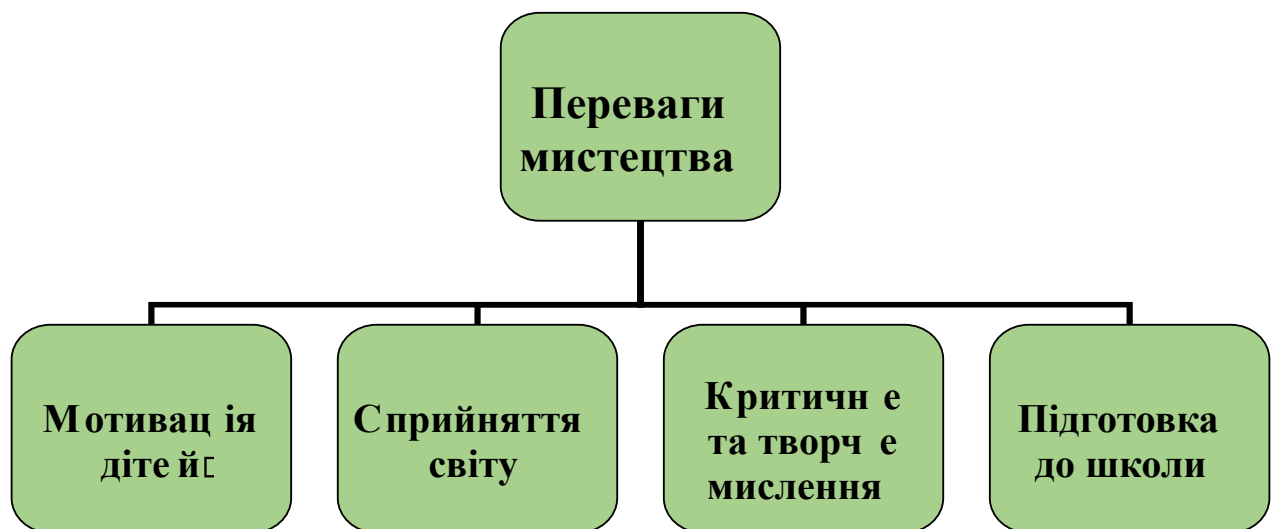 Переваги
мистецтва
Мотивац ія
діте й
Сприйняття
світу
Критичн е
та творч е
мислення
Підготовка
до школи